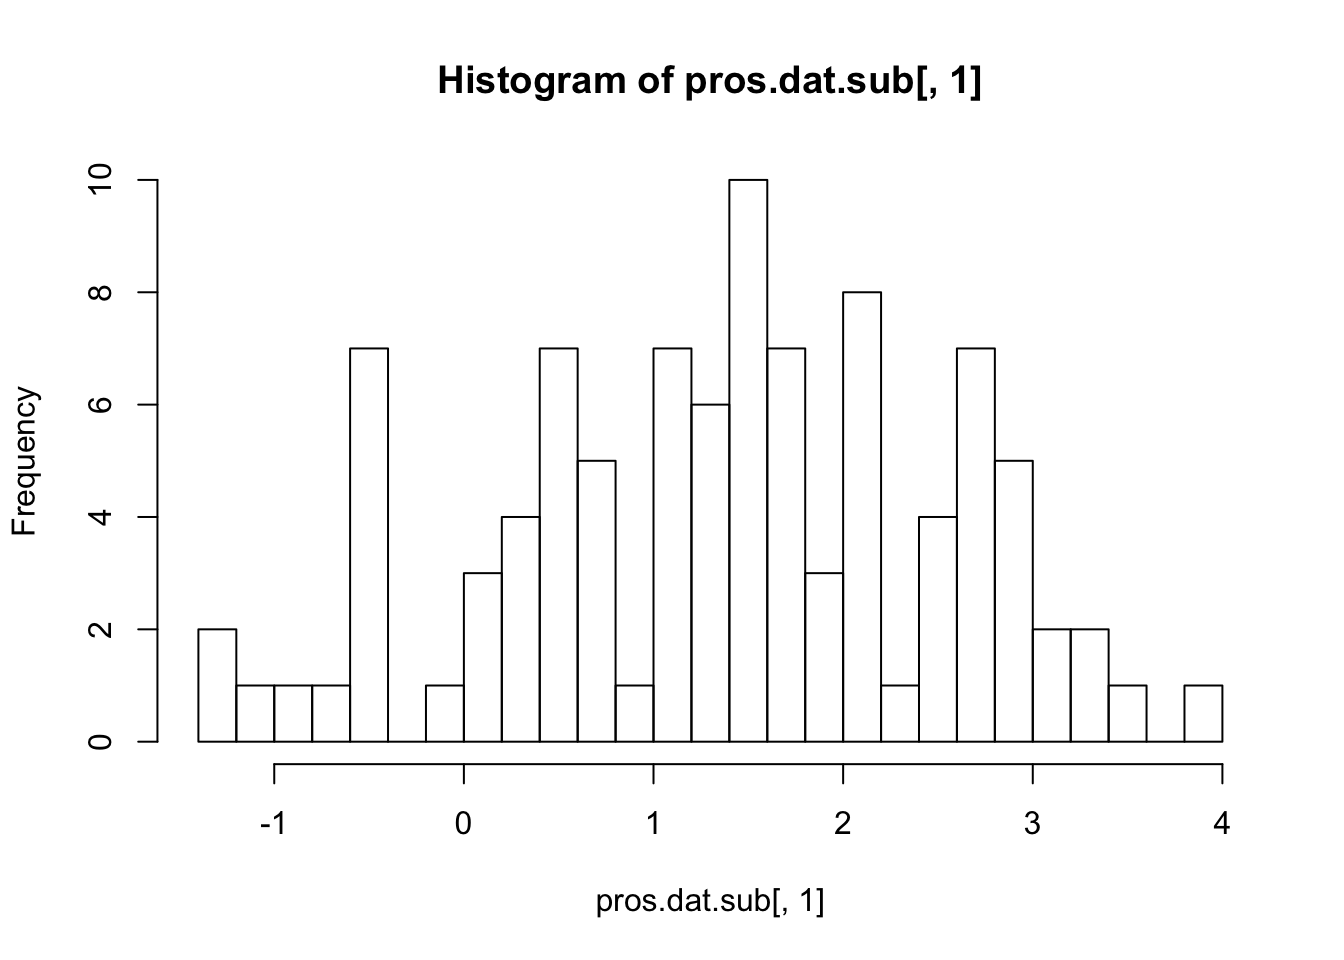 Histogram of pros.dat.sub[, 1]
10
8
6
4
2
0
Frequency
-1 0 1 2 3 4
pros.dat.sub[, 1]